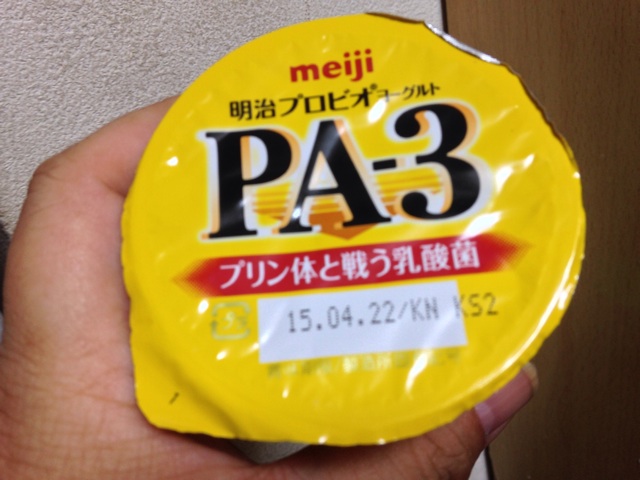 meiji
明治プロビオヨーグルト
PA-3
プリン体と戦う乳酸菌
15.04.22/KN KS2